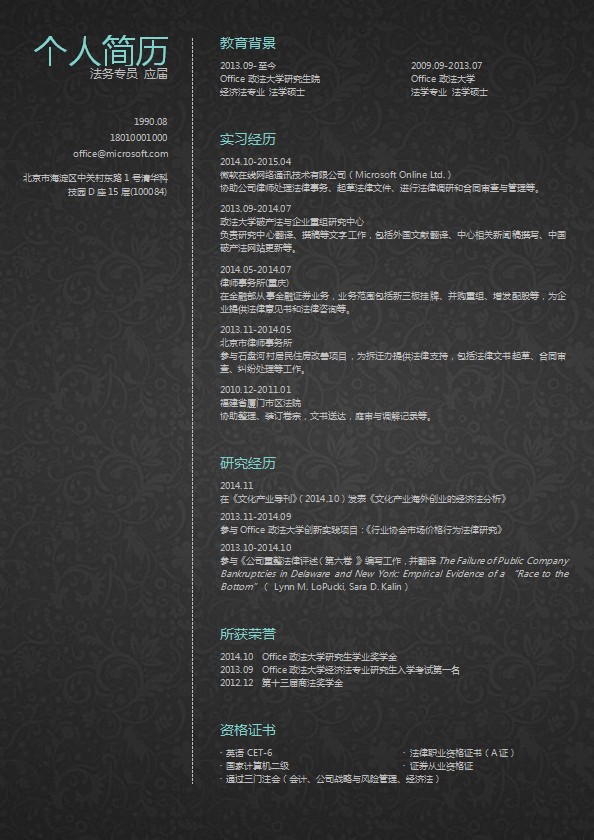 个人简历
法务专员 应届
1990.08
18010001000
office@microsoft.com
北京市海淀区中关村东路 1 号清华科
技园 D 座 15 层(100084)
教育背景
2013.09- 至今
Office 政法大学研究生院
经济法专业 法学硕士
2009.09-2013.07
Office 政法大学
法学专业 法学硕士
实习经历
2014.10-2015.04
微软在线网络通讯技术有限公司（Microsoft Online Ltd.）
协助公司律师处理法律事务、起草法律文件、进行法律调研和合同审查与管理等。
2013.09-2014.07
政法大学破产法与企业重组研究中心
负责研究中心翻译、撰稿等文字工作，包括外国文献翻译、中心相关新闻稿撰写、中国
破产法网站更新等。
2014.05-2014.07
律师事务所(重庆)
在金融部从事金融证券业务，业务范围包括新三板挂牌、并购重组、增发配股等，为企
业提供法律意见书和法律咨询等。
2013.11-2014.05
北京市律师事务所
参与石盘河村居民住房改善项目，为拆迁办提供法律支持，包括法律文书起草、合同审
查、纠纷处理等工作。
2010.12-2011.01
福建省厦门市区法院
协助整理、装订卷宗，文书送达，庭审与调解记录等。
研究经历
2014.11
在《文化产业导刊》（2014.10）发表《文化产业海外创业的经济法分析》
2013.11-2014.09
参与 Office 政法大学创新实践项目：《行业协会市场价格行为法律研究》
2013.10-2014.10
参与《公司重整法律评述（第六卷）》编写工作，并翻译 The Failure of Public Company
Bankruptcies in Delaware and New York: Empirical Evidence of a “Race to the
Bottom”（ Lynn M. LoPucki, Sara D. Kalin）
所获荣誉
2014.10 Office 政法大学研究生学业奖学金
2013.09 Office 政法大学经济法专业研究生入学考试第一名
2012.12 第十三届商法奖学金
资格证书
· 英语 CET-6
· 法律职业资格证书（A 证）
· 国家计算机二级
· 证券从业资格证
· 通过三门注会（会计、公司战略与风险管理、经济法）